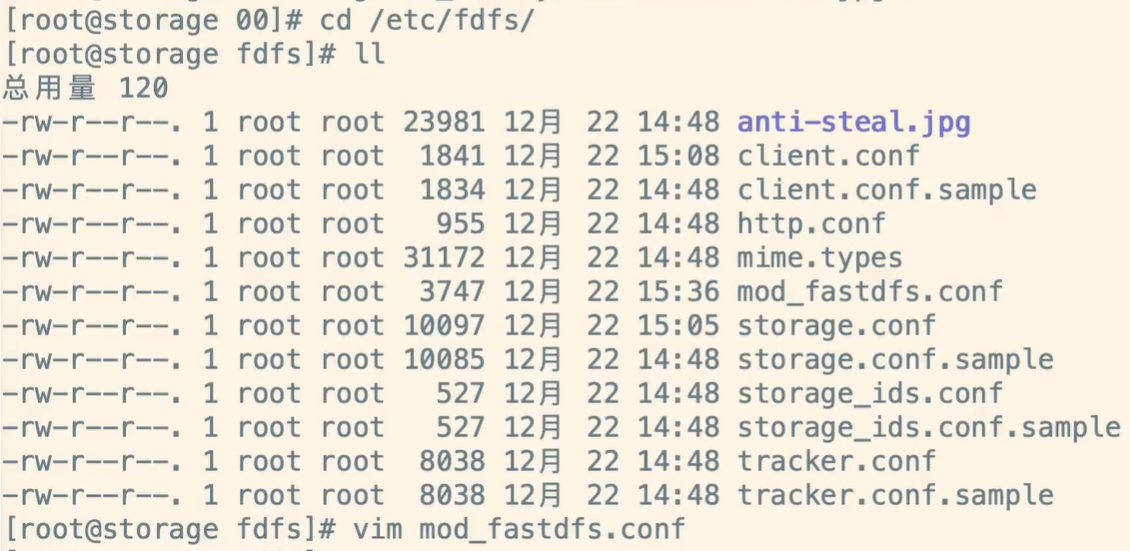 [root@storage 00]# cd /etc/fdfs/
[root@storage fdfs]# ll
总用量 120
-rw-r--r--. 1 root root 23981 12月 22 14:48 anti-steal.jpg
-rw-r--r--. 1 root root 1841 12月 22 15:08 client.conf
-rw-r--r--. 1 root root 1834 12月 22 14:48 client.conf.sample
-rw-r--r--. 1 root root 955 12月 22 14:48 http.conf
-rw-r--r--. 1 root root 31172 12月 22 14:48 mime.types
-rw-r--r--. 1 root root 3747 12月 22 15:36 mod_fastdfs.conf
-rw-r--r--. 1 root root 10097 12月 22 15:05 storage.conf
-rw-r--r--. 1 root root 10085 12月 22 14:48 storage.conf.sample
-rw-r--r--. 1 root root 527 12月 22 14:48 storage_ids.conf
-rw-r--r--. 1 root root 527 12月 22 14:48 storage_ids.conf.sample
-rw-r--r--. 1 root root 8038 12月 22 14:48 tracker.conf
-rw-r--r--. 1 root root 8038 12月 22 14:48 tracker.conf.sample
[root@storage fdfs]# vim mod_fastdfs.conf